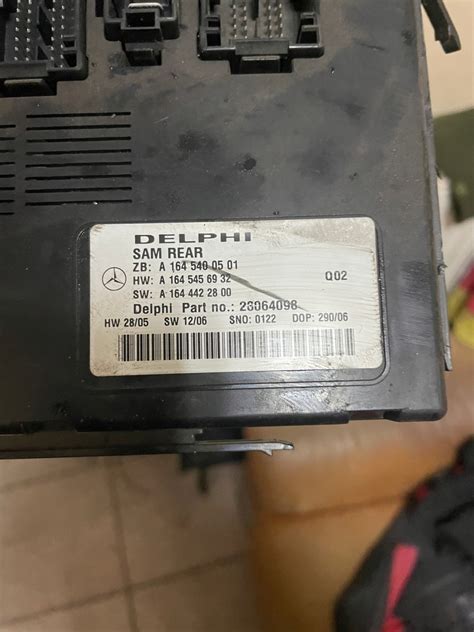 DELPHI
SAM REAR
ZB: A 164 540 05 01
HW: A 164 545 69 32 Q02
SW: A 164 442 28 00
Delphi Part no.: 28064098
HW 28/05 SW 12/06 SNO: 0122 DOP: 290/06